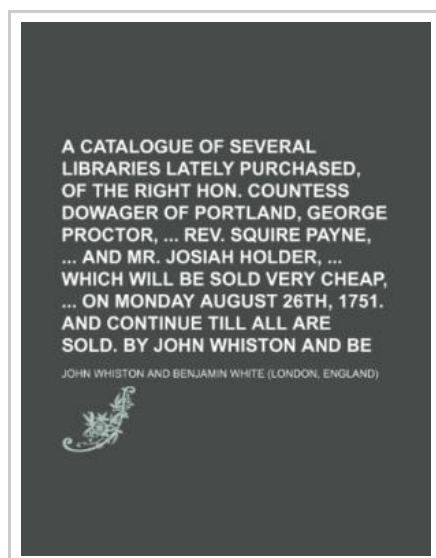 A CATALOGUE OF SEVERAL
LIBRARIES LATELY PURCHASED,
OF THE RIGHT HON. COUNTESS
DOWAGER OF PORTLAND, GEORGE
PROCTOR, ... REV. SQUIRE PAYNE,
... AND MR. JOSIAH HOLDER, ...
WHICH WILL BE SOLD VERY CHEAP,
... ON MONDAY AUGUST 26TH, 1751.
AND CONTINUE TILL ALL ARE
SOLD. BY JOHN WHISTON AND BE
JOHN WHISTON AND BENJAMIN WHITE (LONDON, ENGLAND)